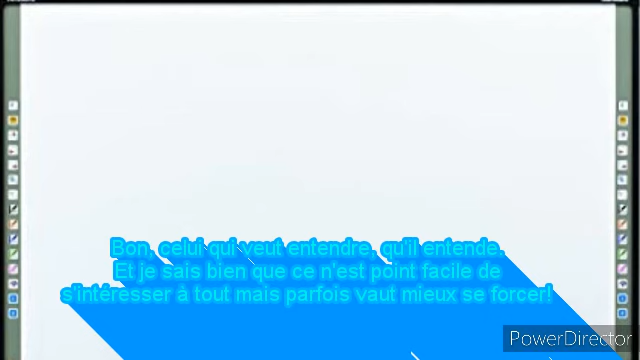 Bon, celui qui veut entendre, qu'il entende.
Et je sais bien que ce n'est point facile de
s'intéresser à tout mais parfois vaut mieux se forcer!
PowerDirector